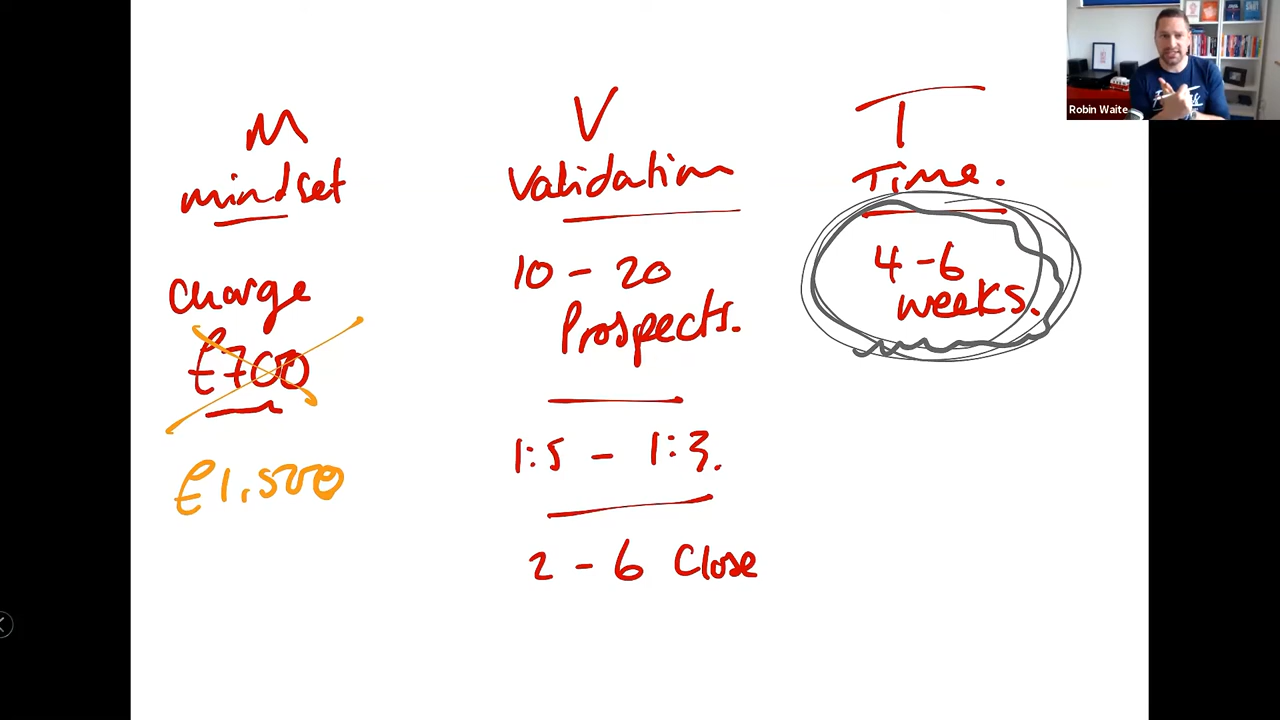 M
mindset
charge
£700
£1,500
V
Validation
10 - 20
Prospects.
1:5 - 1:3.
2 - 6 Close
T
Time.
4 - 6
weeks.
Robin Waite